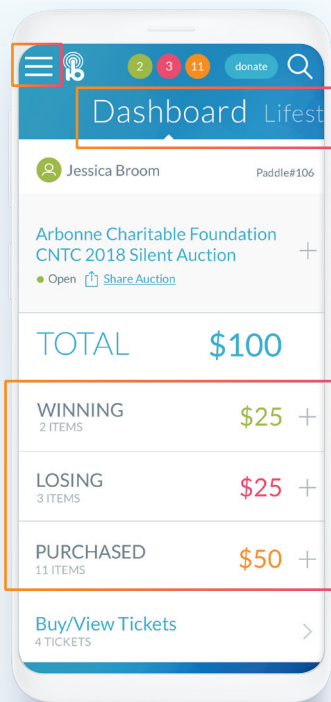 ib
2 3 11 donate
Dashboard Lifest
Jessica Broom Paddle#106
Arbonne Charitable Foundation
CNTC 2018 Silent Auction
Open Share Auction
TOTAL $100
WINNING $25
2 ITEMS
LOSING $25
3 ITEMS
PURCHASED $50
11 ITEMS
Buy/View Tickets
4 TICKETS